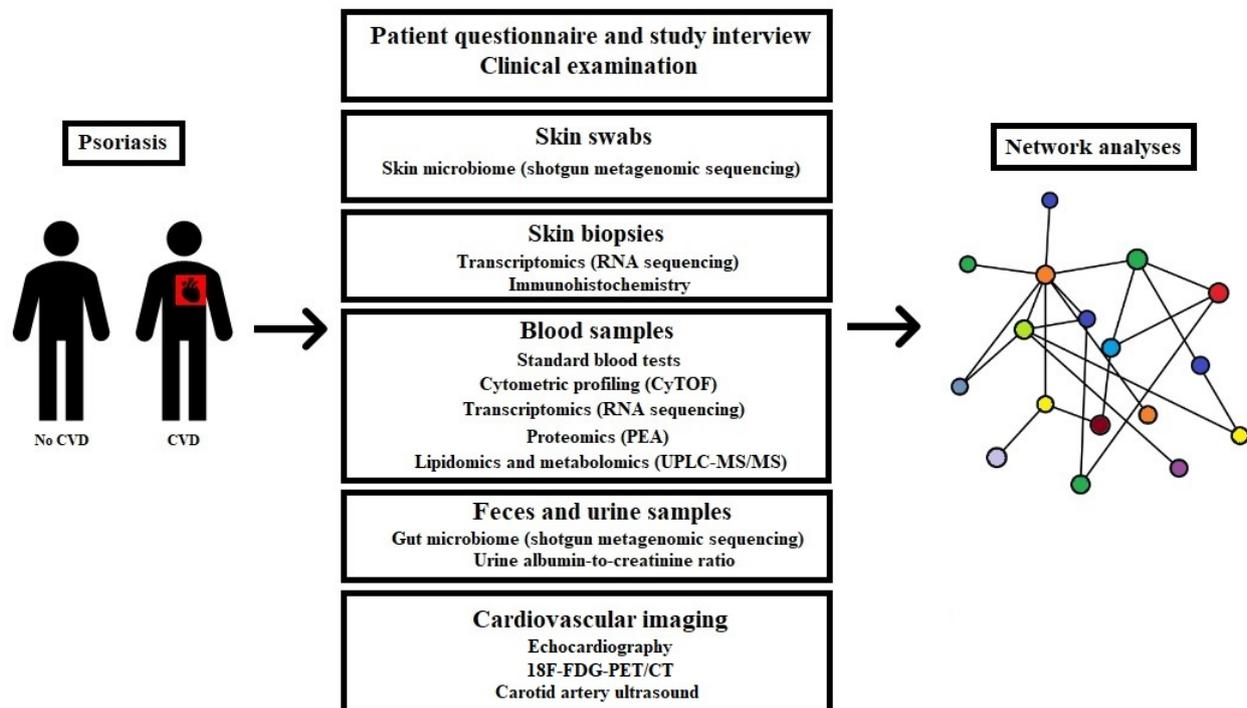 Psoriasis
No CVD
CVD
Patient questionnaire and study interview
Clinical examination
Skin swabs
Skin microbiome (shotgun metagenomic sequencing)
Skin biopsies
Transcriptomics (RNA sequencing)
Immunohistochemistry
Blood samples
Standard blood tests
Cytometric profiling (CyTOF)
Transcriptomics (RNA sequencing)
Proteomics (PEA)
Lipidomics and metabolomics (UPLC-MS/MS)
Feces and urine samples
Gut microbiome (shotgun metagenomic sequencing)
Urine albumin-to-creatinine ratio
Cardiovascular imaging
Echocardiography
18F-FDG-PET/CT
Carotid artery ultrasound
Network analyses